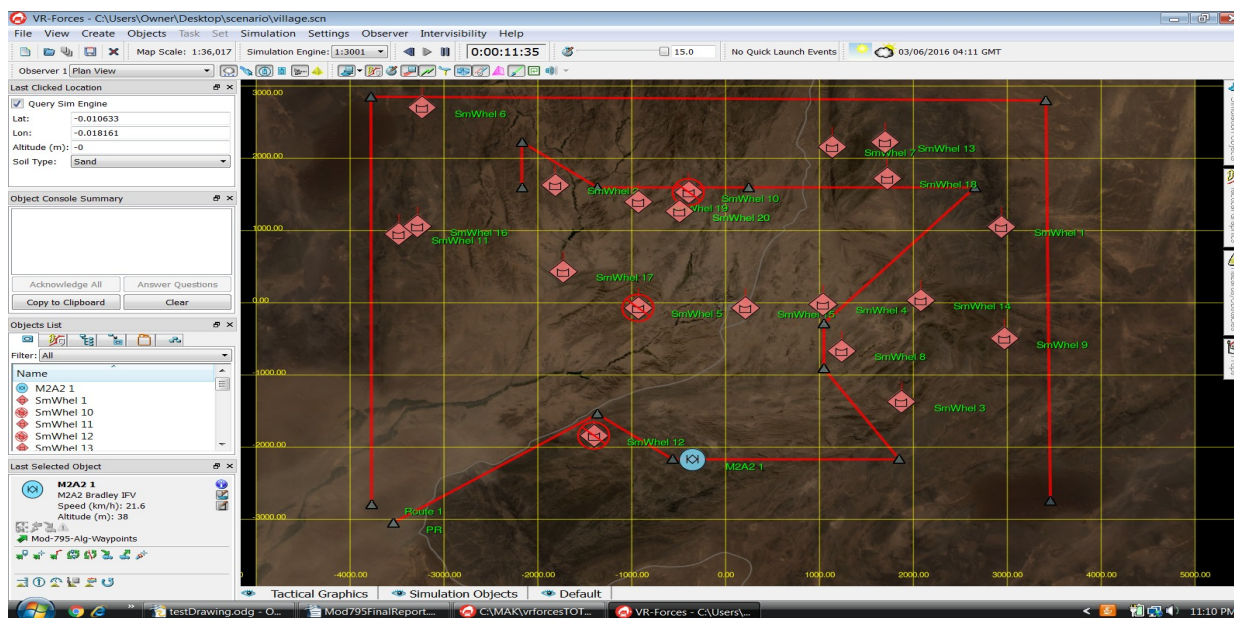 VR-Forces - C:\Users\Owner\Desktop\scenario\village.scn
File View Create Objects Task Set Simulation Settings Observer Intervisibility Help
Map Scale: 1:36,017 Simulation Engine: 1:3001 0:00:11:35 15.0 No Quick Launch Events 03/06/2016 04:11 GMT
Observer 1 Plan View
Last Clicked Location
Query Sim Engine
Lat: -0.010633
Lon: -0.018161
Altitude (m): -0
Soil Type: Sand
Object Console Summary
Acknowledge All Answer Questions
Copy to Clipboard Clear
Objects List
Filter: All
Name
M2A2 1
SmWhel 1
SmWhel 10
SmWhel 11
SmWhel 12
SmWhel 13
Last Selected Object
M2A2 1
M2A2 Bradley IFV
Speed (km/h): 21.6
Altitude (m): 38
Mod-795-Alg-Waypoints
3000.00
SmWhel 6
2000.00
SmWhel 7
SmWhel 13
SmWhel 18
SmWhel 10
SmWhel 20
1000.00
SmWhel 16
SmWhel 11
SmWhel 1
SmWhel 17
0.00
SmWhel 5
SmWhel 15
SmWhel 4
SmWhel 14
SmWhel 8
SmWhel 9
-1000.00
SmWhel 3
-2000.00
SmWhel 12
M2A2 1
-3000.00
Route 1
PR
-4000.00 -3000.00 -2000.00 -1000.00 0.00 1000.00 2000.00 3000.00 4000.00 5000.00
Tactical Graphics Simulation Objects Default
testDrawing.odg - O... Mod795FinalReport.... C:\MAK\vrforcesTOT... VR-Forces - C:\Users\... 11:10 PM